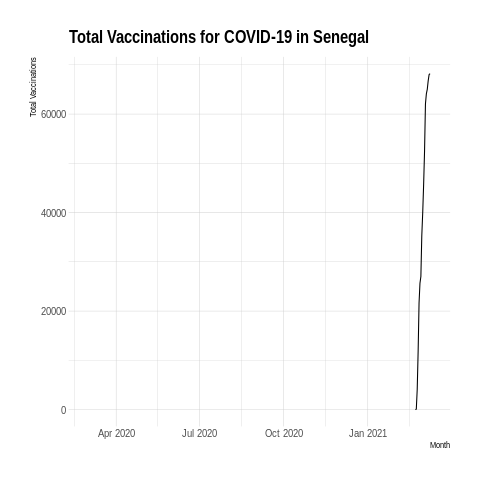 Total Vaccinations for COVID-19 in Senegal
Total Vaccinations
60000
40000
20000
0
Apr 2020 Jul 2020 Oct 2020 Jan 2021
Month